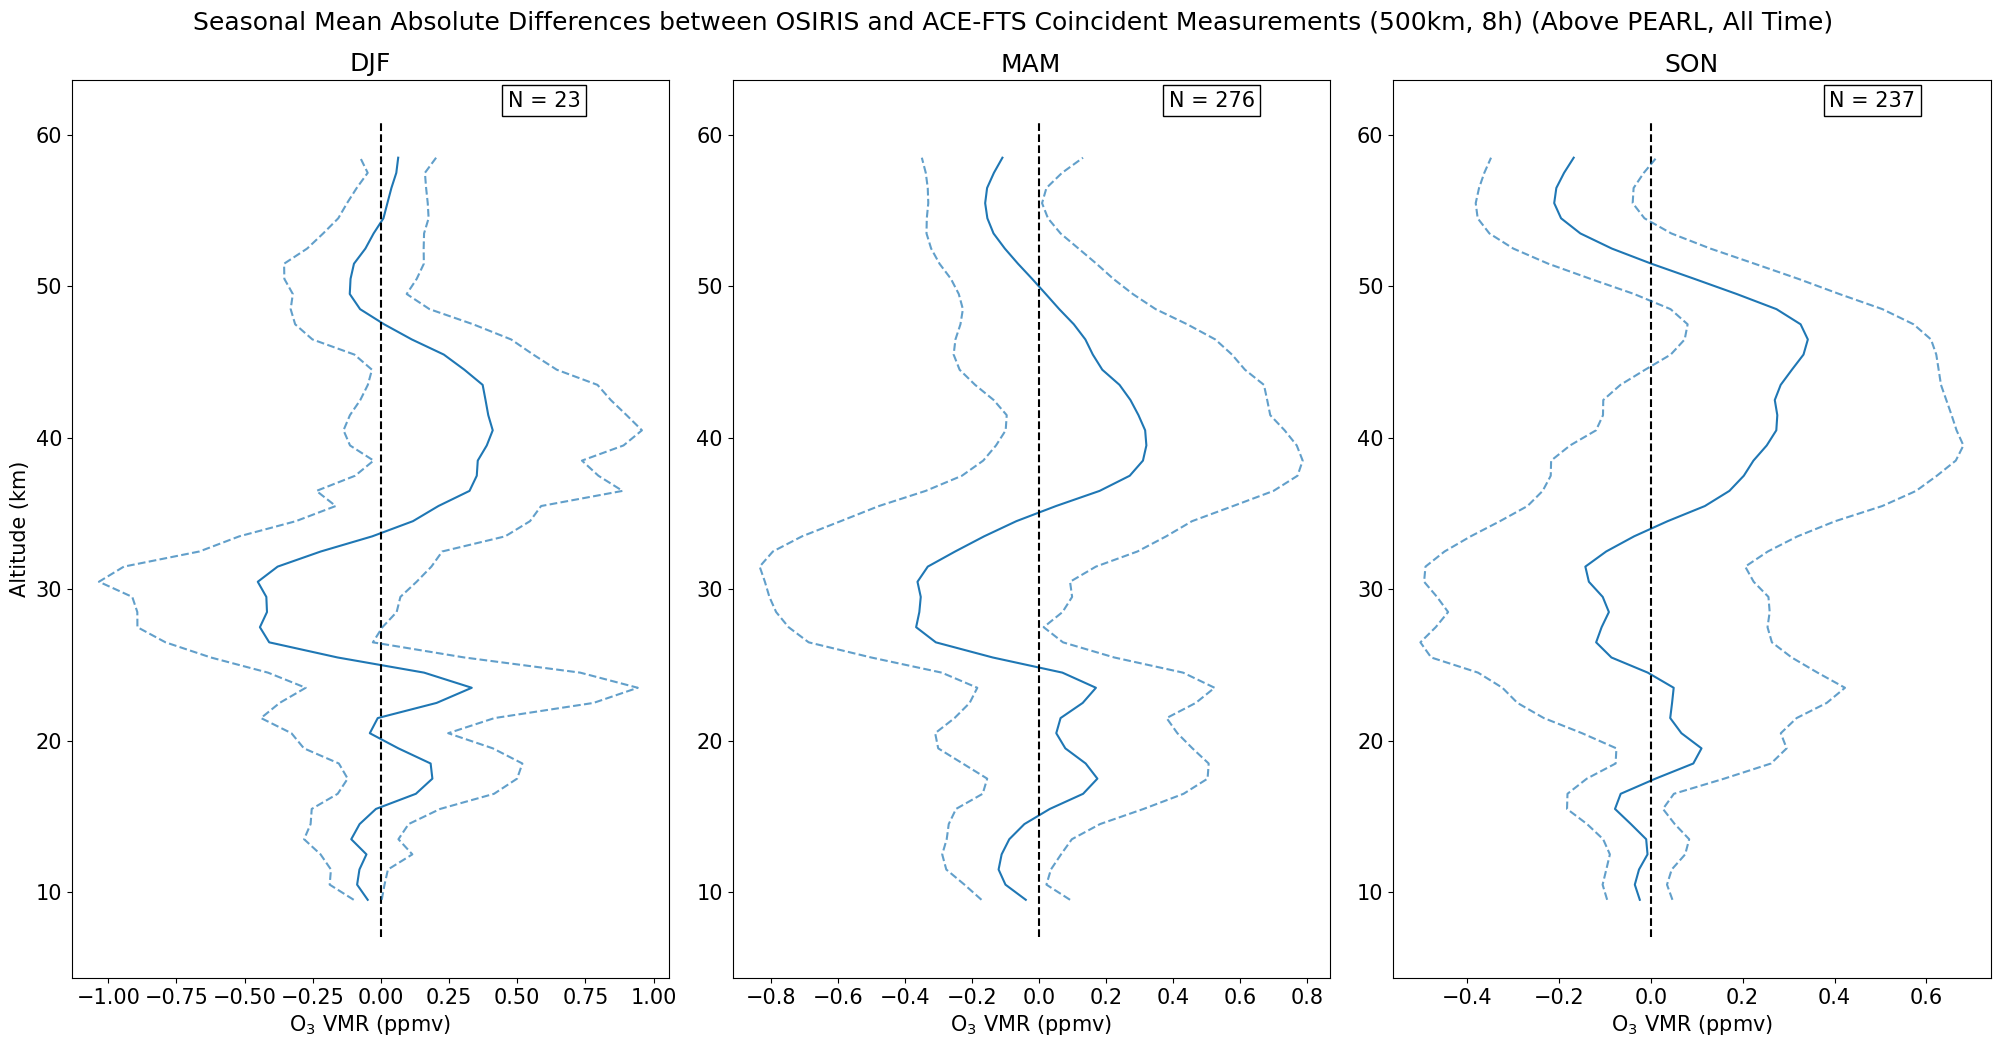 Seasonal Mean Absolute Differences between OSIRIS and ACE-FTS Coincident Measurements (500km, 8h) (Above PEARL, All Time)
DJF
N = 23
Altitude (km)
60
50
40
30
20
10
−1.00 −0.75 −0.50 −0.25 0.00 0.25 0.50 0.75 1.00
O₃ VMR (ppmv)
MAM
N = 276
60
50
40
30
20
10
−0.8 −0.6 −0.4 −0.2 0.0 0.2 0.4 0.6 0.8
O₃ VMR (ppmv)
SON
N = 237
60
50
40
30
20
10
−0.4 −0.2 0.0 0.2 0.4 0.6
O₃ VMR (ppmv)